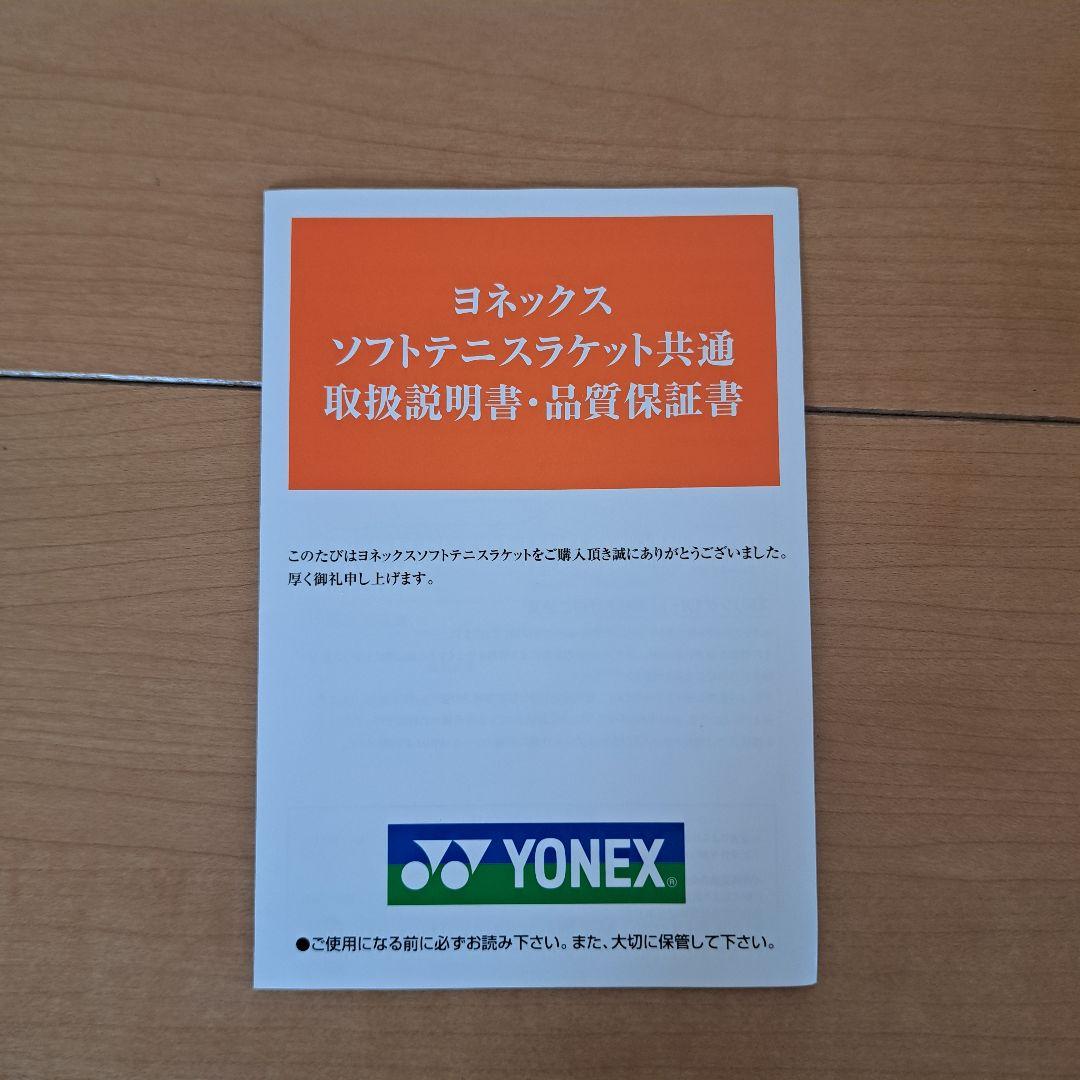 ヨネックス
ソフトテニスラケット共通
取扱説明書・品質保証書
このたびはヨネックスソフトテニスラケットをご購入頂き誠にありがとうございました。
厚く御礼申し上げます。
YONEX®
●ご使用になる前に必ずお読み下さい。また、大切に保管して下さい。